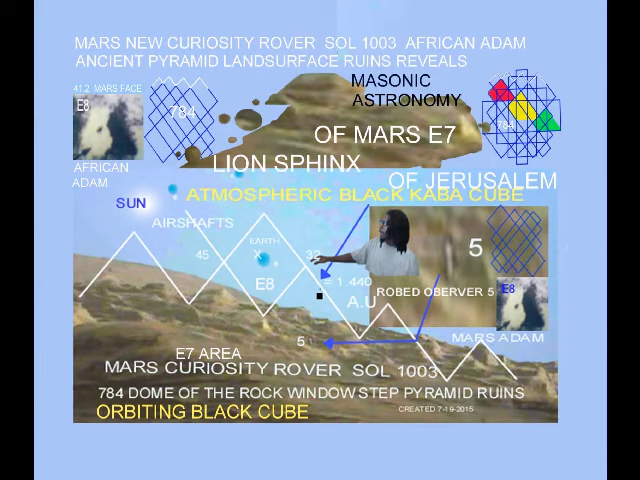 MARS NEW CURIOSITY ROVER SOL 1003 AFRICAN ADAM
ANCIENT PYRAMID LANDSURFACE RUINS REVEALS
MASONIC
ASTRONOMY
41.2 MARS FACE
E8
784
784
OF MARS E7
LION SPHINX
AFRICAN
ADAM
OF JERUSALEM
ATMOSPHERIC BLACK KABA CUBE
SUN
AIRSHAFTS
EARTH
X
45
32
5
E8
= 1.440
A.U
ROBED OBERVER 5
E8
5
MARS ADAM
E7 AREA
MARS CURIOSITY ROVER SOL 1003
784 DOME OF THE ROCK WINDOW STEP PYRAMID RUINS
ORBITING BLACK CUBE
CREATED 7-19-2015